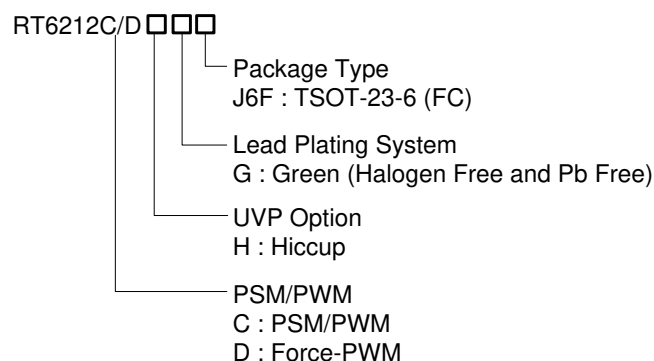 RT6212C/D
Package Type
J6F : TSOT-23-6 (FC)
Lead Plating System
G : Green (Halogen Free and Pb Free)
UVP Option
H : Hiccup
PSM/PWM
C : PSM/PWM
D : Force-PWM